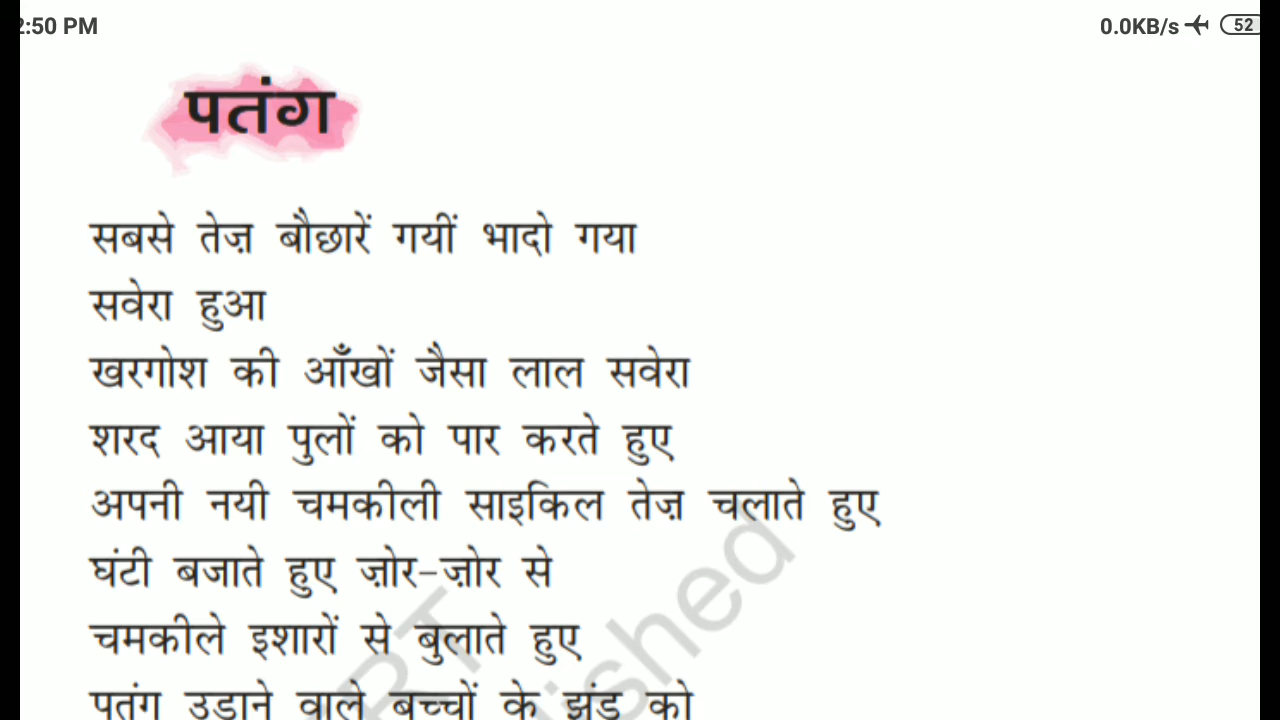 2:50 PM
0.0KB/s 52
पतंग
सबसे तेज़ बौछारें गयीं भादो गया
सवेरा हुआ
खरगोश की आँखों जैसा लाल सवेरा
शरद आया पुलों को पार करते हुए
अपनी नयी चमकीली साइकिल तेज़ चलाते हुए
घंटी बजाते हुए ज़ोर-ज़ोर से
चमकीले इशारों से बुलाते हुए
पतंग उड़ाने वाले बच्चों के झुंड को